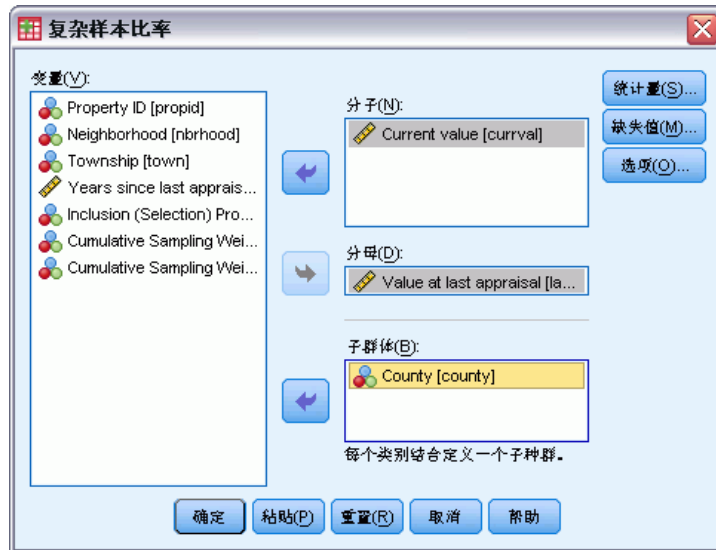 复杂样本比率
变量(V):
Property ID [propid]
Neighborhood [nbrhood]
Township [town]
Years since last apprais...
Inclusion (Selection) Pro...
Cumulative Sampling Wei...
Cumulative Sampling Wei...
分子(N):
Current value [currval]
分母(D):
Value at last appraisal [la...
子群体(B):
County [county]
每个类别结合定义一个子种群。
统计量(S)...
缺失值(M)...
选项(O)...
确定
粘贴(P)
重置(R)
取消
帮助